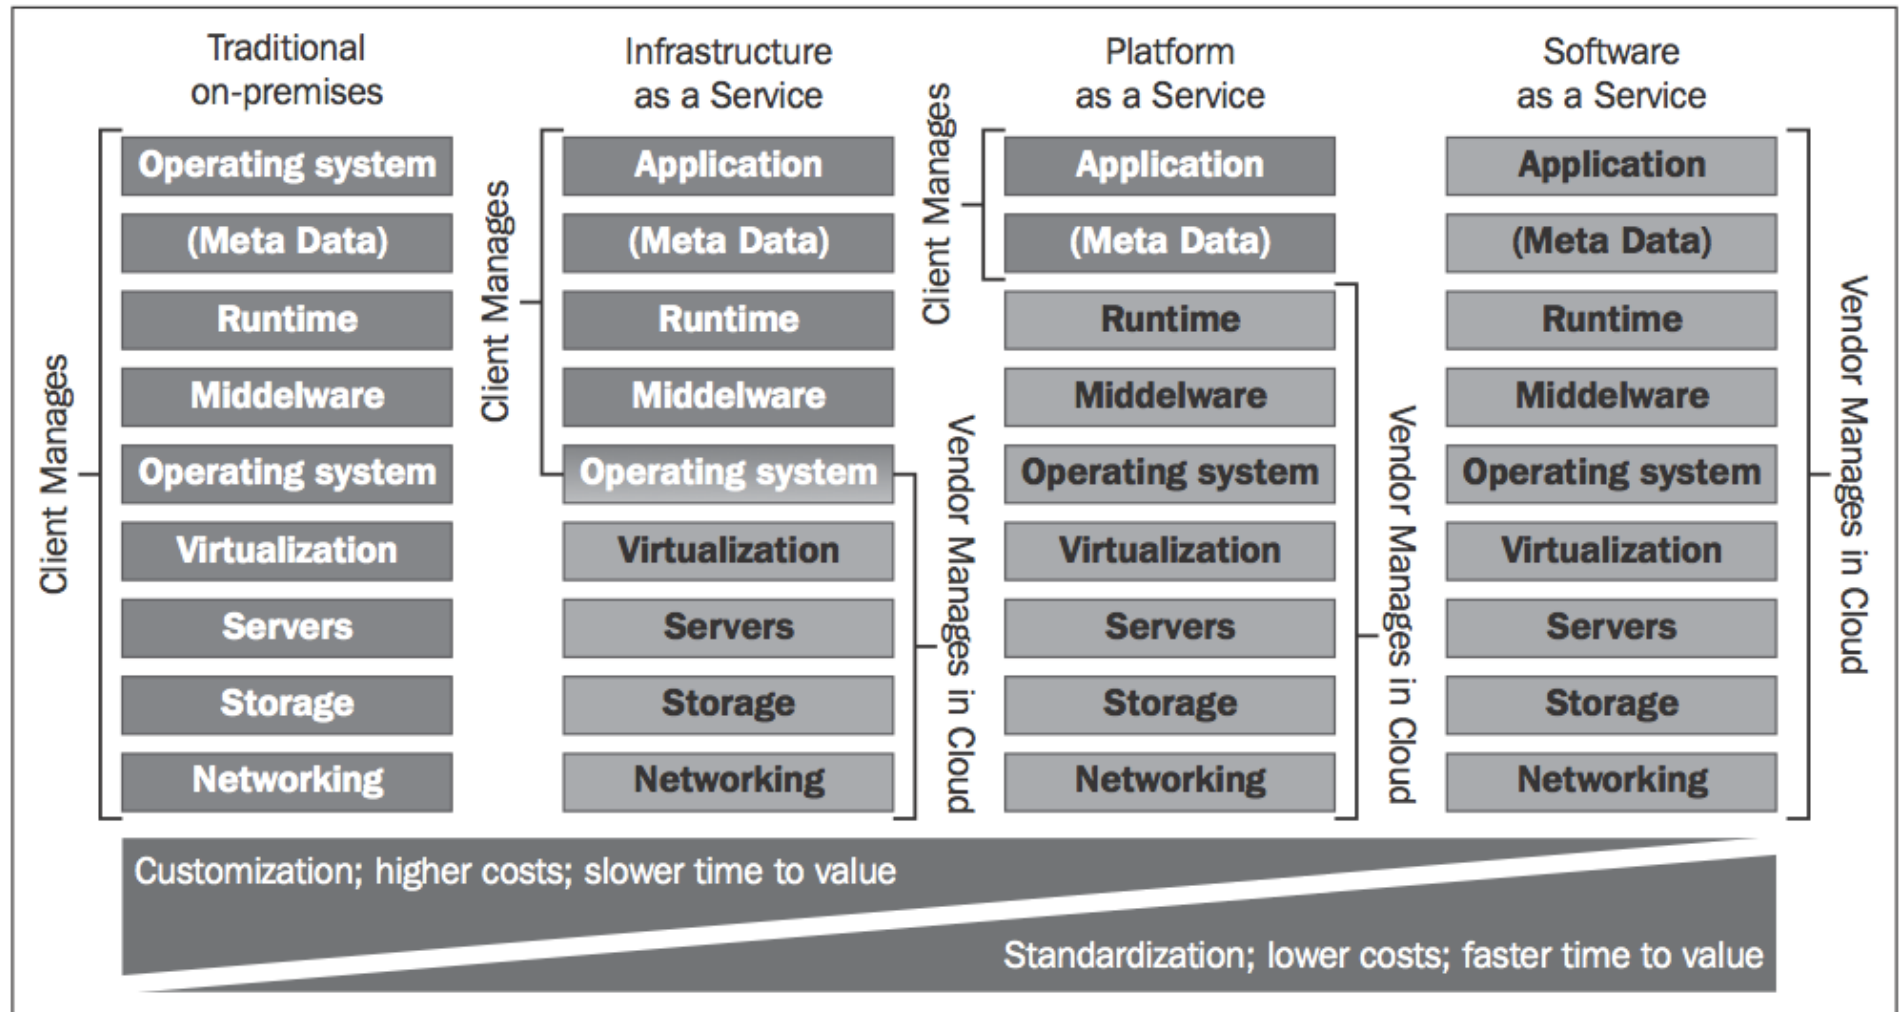 Traditional
on-premises
Client Manages
Operating system
(Meta Data)
Runtime
Middelware
Operating system
Virtualization
Servers
Storage
Networking
Infrastructure
as a Service
Client Manages
Application
(Meta Data)
Runtime
Middelware
Operating system
Virtualization
Servers
Storage
Networking
Vendor Manages in Cloud
Platform
as a Service
Client Manages
Application
(Meta Data)
Runtime
Middelware
Operating system
Virtualization
Servers
Storage
Networking
Vendor Manages in Cloud
Software
as a Service
Application
(Meta Data)
Runtime
Middelware
Operating system
Virtualization
Servers
Storage
Networking
Vendor Manages in Cloud
Customization; higher costs; slower time to value
Standardization; lower costs; faster time to value